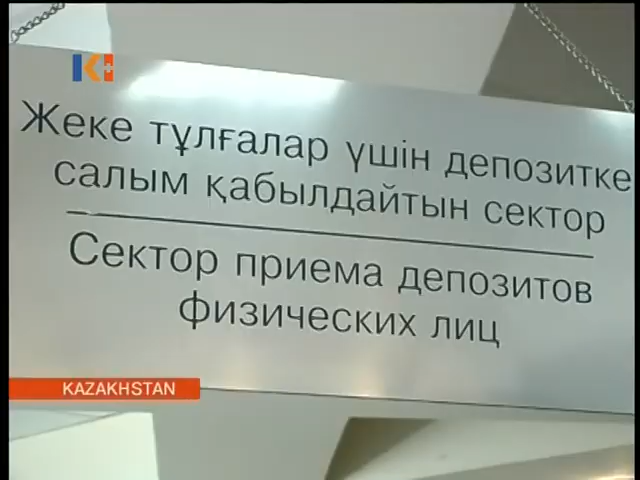 K+
Жеке тұлғалар үшін депозитке
салым қабылдайтын сектор
Сектор приема депозитов
физических лиц
KAZAKHSTAN